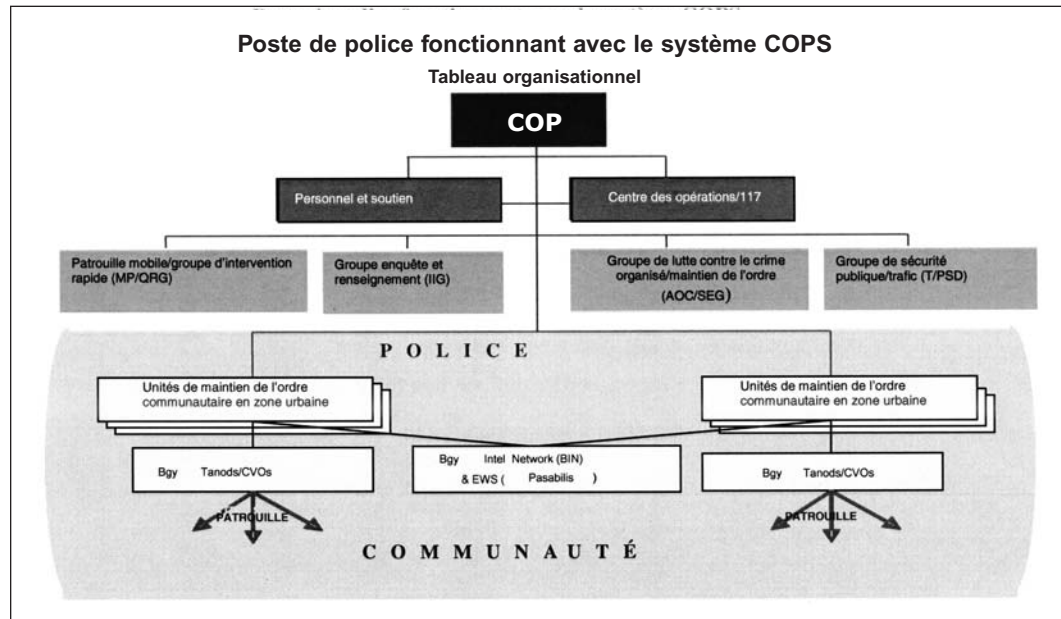 Poste de police fonctionnant avec le système COPS
Tableau organisationnel
COP
Personnel et soutien
Centre des opérations/117
Patrouille mobile/groupe d'intervention
rapide (MP/QRG)
Groupe enquête et
renseignement (IIG)
Groupe de lutte contre le crime
organisé/maintien de l'ordre
(AOC/SEG)
Groupe de sécurité
publique/trafic (T/PSD)
POLICE
Unités de maintien de l'ordre
communautaire en zone urbaine
Unités de maintien de l'ordre
communautaire en zone urbaine
Bgy Tanods/CVOs
Bgy Intel Network (BIN)
& EWS ( Pasabilis )
Bgy Tanods/CVOs
PATROUILLE
PATROUILLE
COMMUNAUTÉ